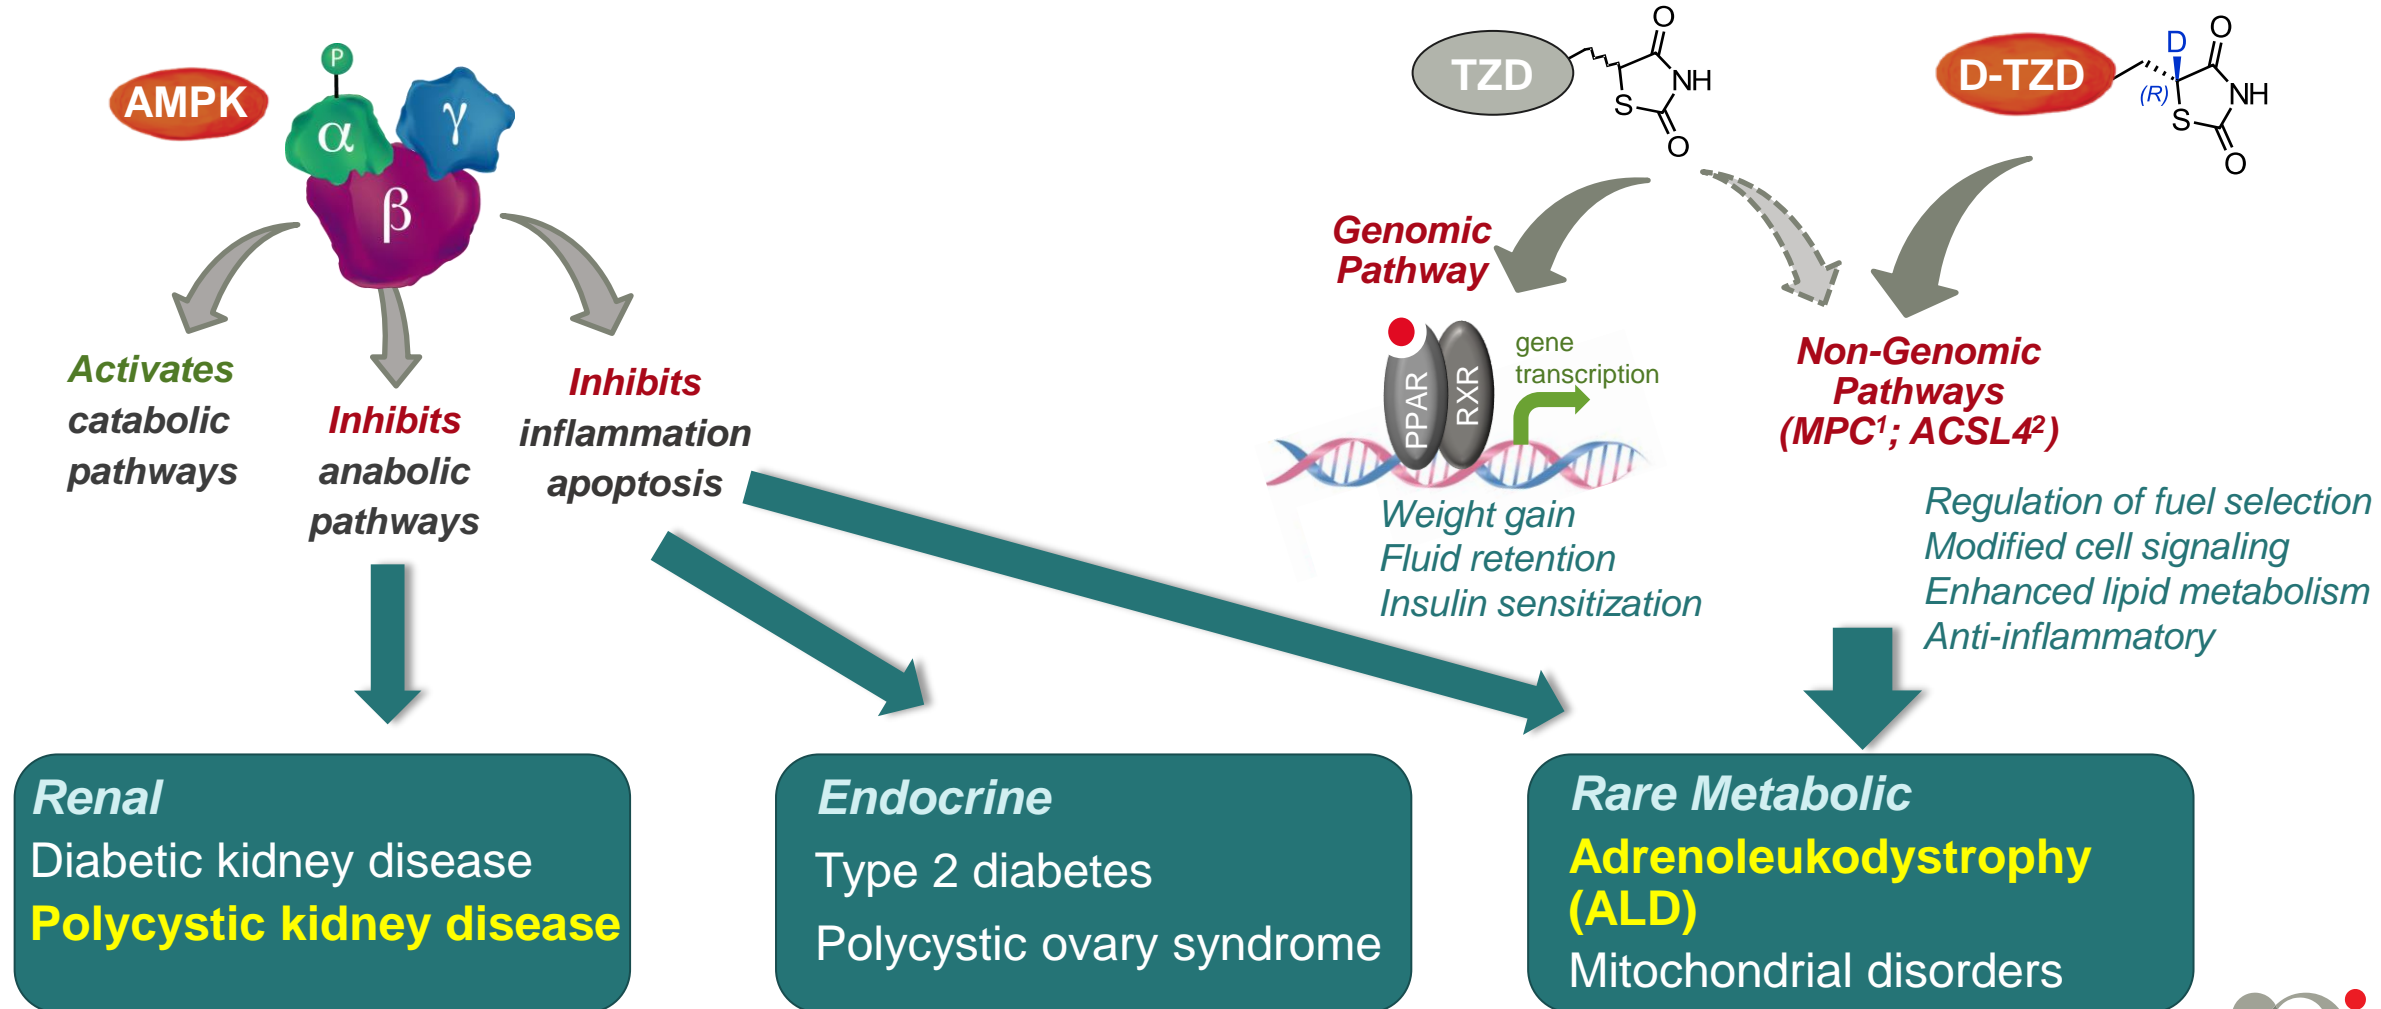 AMPK
P
α
γ
β
Activates
catabolic
pathways
Inhibits
anabolic
pathways
Inhibits
inflammation
apoptosis
TZD
O
NH
S
O
D-TZD
D
(R)
O
NH
S
O
Genomic
Pathway
PPAR
RXR
gene
transcription
Weight gain
Fluid retention
Insulin sensitization
Non-Genomic
Pathways
(MPC¹; ACSL4²)
Regulation of fuel selection
Modified cell signaling
Enhanced lipid metabolism
Anti-inflammatory
Renal
Diabetic kidney disease
Polycystic kidney disease
Endocrine
Type 2 diabetes
Polycystic ovary syndrome
Rare Metabolic
Adrenoleukodystrophy
(ALD)
Mitochondrial disorders